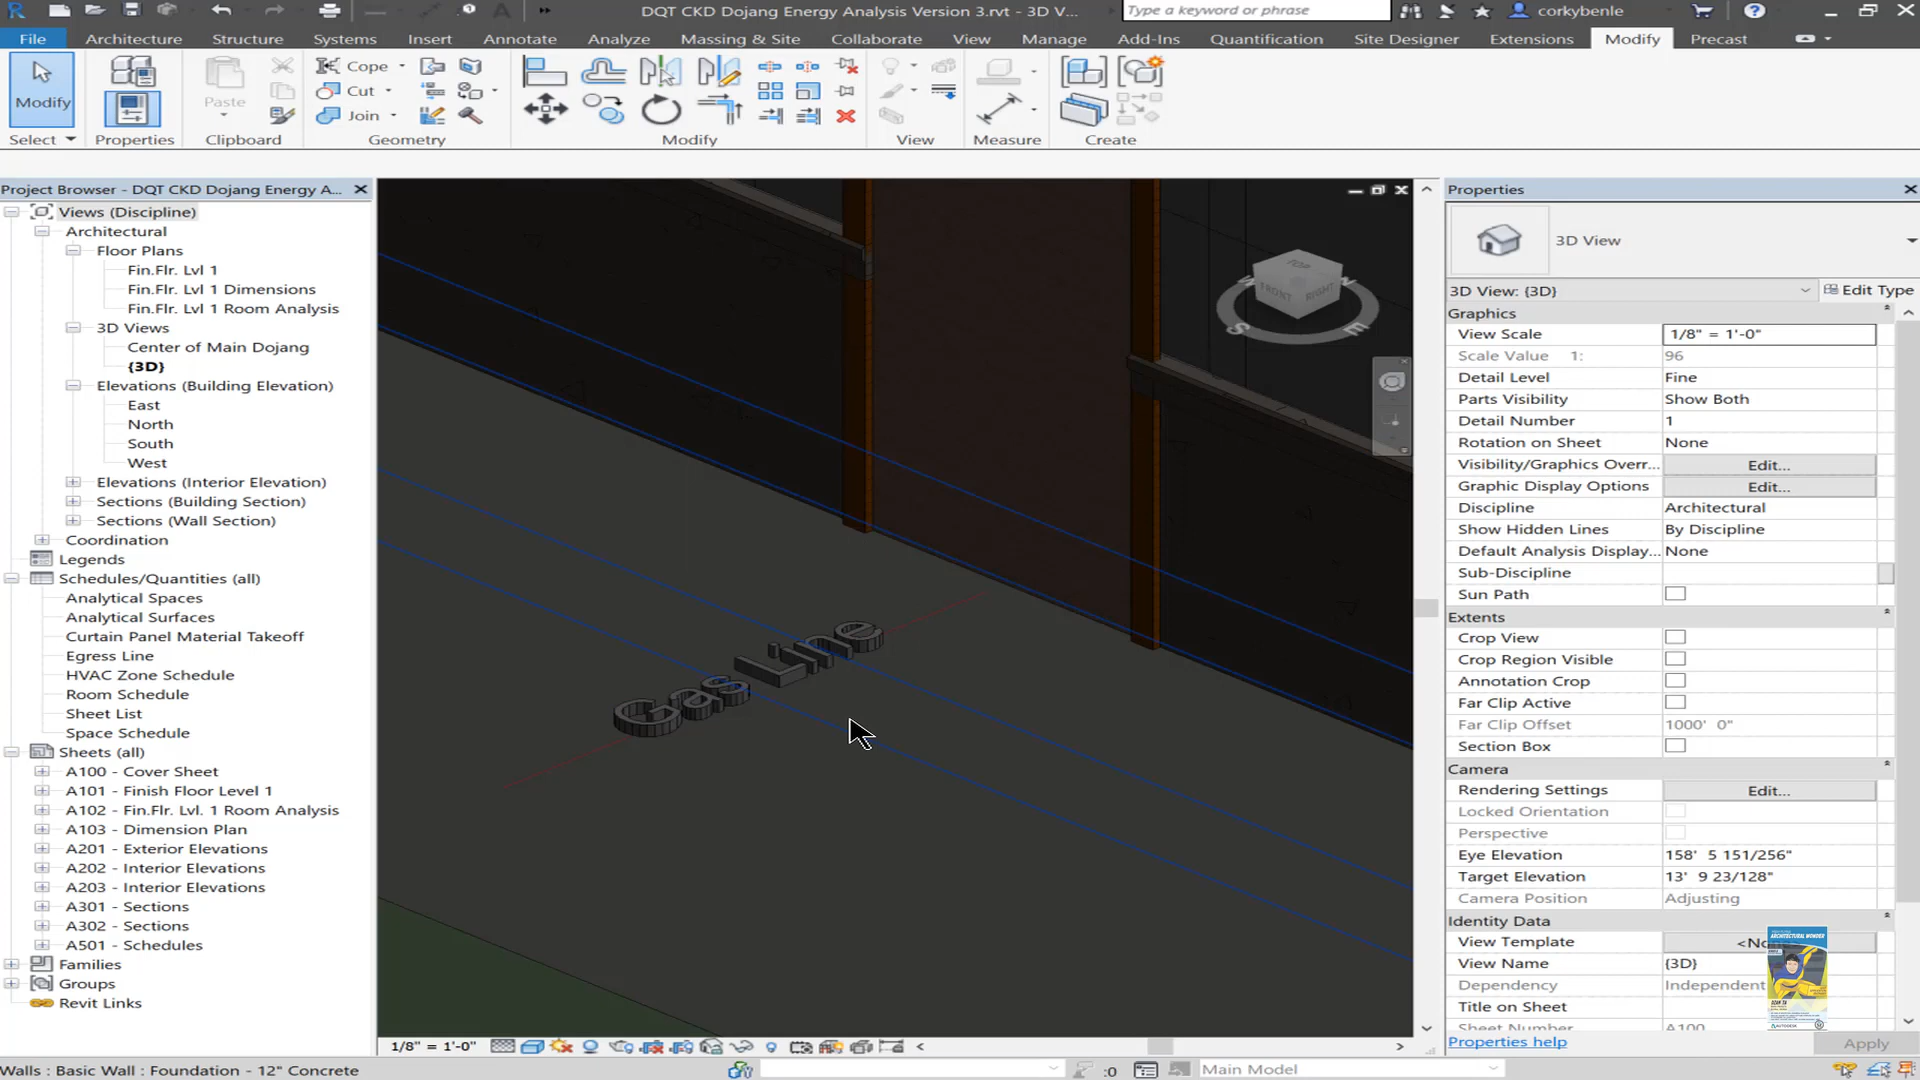 DQT CKD Dojang Energy Analysis Version 3.rvt - 3D V...
Type a keyword or phrase
corkybenle
File
Architecture
Structure
Systems
Insert
Annotate
Analyze
Massing & Site
Collaborate
View
Manage
Add-Ins
Quantification
Site Designer
Extensions
Modify
Precast
Modify
Paste
Cope
Cut
Join
Select
Properties
Clipboard
Geometry
Modify
View
Measure
Create
Project Browser - DQT CKD Dojang Energy A...
Views (Discipline)
Architectural
Floor Plans
Fin.Flr. Lvl 1
Fin.Flr. Lvl 1 Dimensions
Fin.Flr. Lvl 1 Room Analysis
3D Views
Center of Main Dojang
{3D}
Elevations (Building Elevation)
East
North
South
West
Elevations (Interior Elevation)
Sections (Building Section)
Sections (Wall Section)
Coordination
Legends
Schedules/Quantities (all)
Analytical Spaces
Analytical Surfaces
Curtain Panel Material Takeoff
Egress Line
HVAC Zone Schedule
Room Schedule
Sheet List
Space Schedule
Sheets (all)
A100 - Cover Sheet
A101 - Finish Floor Level 1
A102 - Fin.Flr. Lvl. 1 Room Analysis
A103 - Dimension Plan
A201 - Exterior Elevations
A202 - Interior Elevations
A203 - Interior Elevations
A301 - Sections
A302 - Sections
A501 - Schedules
Families
Groups
Revit Links
TOP
FRONT
RIGHT
W
N
S
E
Gas Line
1/8" = 1'-0"
Properties
3D View
3D View: {3D}
Edit Type
Graphics
View Scale 1/8" = 1'-0"
Scale Value 1: 96
Detail Level Fine
Parts Visibility Show Both
Detail Number 1
Rotation on Sheet None
Visibility/Graphics Overr... Edit...
Graphic Display Options Edit...
Discipline Architectural
Show Hidden Lines By Discipline
Default Analysis Display... None
Sub-Discipline
Sun Path
Extents
Crop View
Crop Region Visible
Annotation Crop
Far Clip Active
Far Clip Offset 1000' 0"
Section Box
Camera
Rendering Settings Edit...
Locked Orientation
Perspective
Eye Elevation 158' 5 151/256"
Target Elevation 13' 9 23/128"
Camera Position Adjusting
Identity Data
View Template
View Name {3D}
Dependency Independent
Title on Sheet
Sheet Number A100
Properties help
Apply
ARCHITECTURAL WONDER
AUTODESK
Walls : Basic Wall : Foundation - 12" Concrete
:0
Main Model